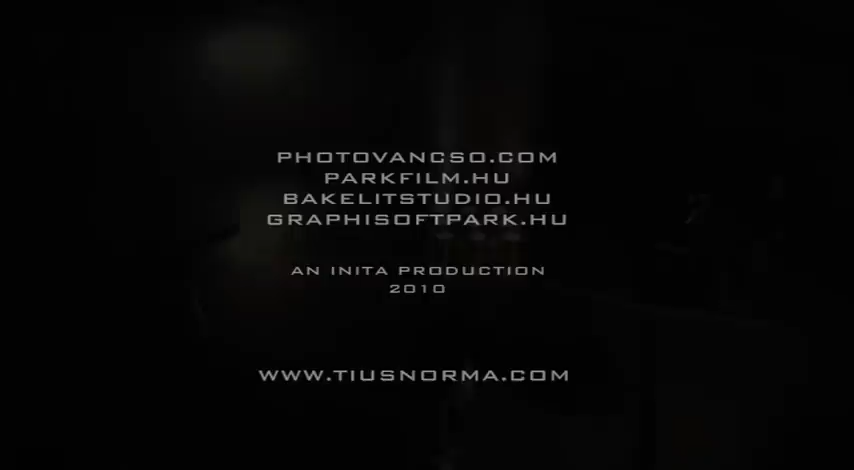 PHOTOVANCSO.COM
PARKFILM.HU
BAKELITSTUDIO.HU
GRAPHISOFTPARK.HU
AN INITA PRODUCTION
2010
WWW.TIUSNORMA.COM